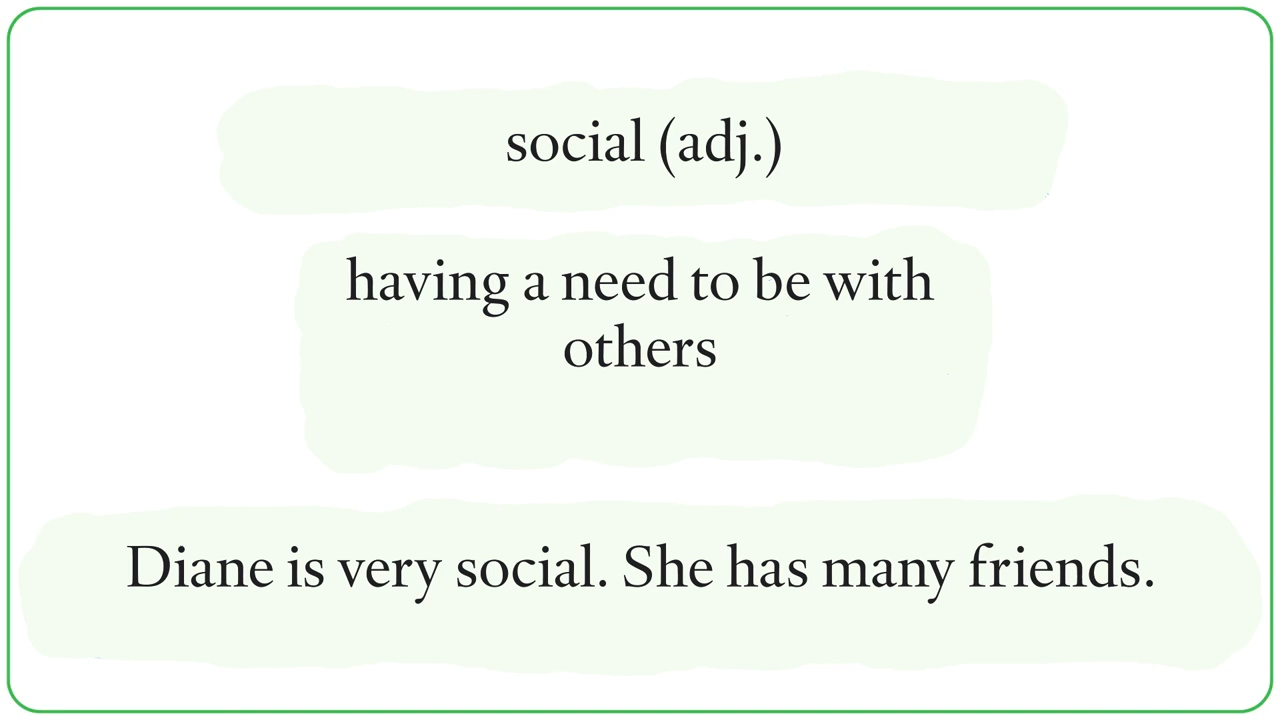 social (adj.)
having a need to be with
others
Diane is very social. She has many friends.